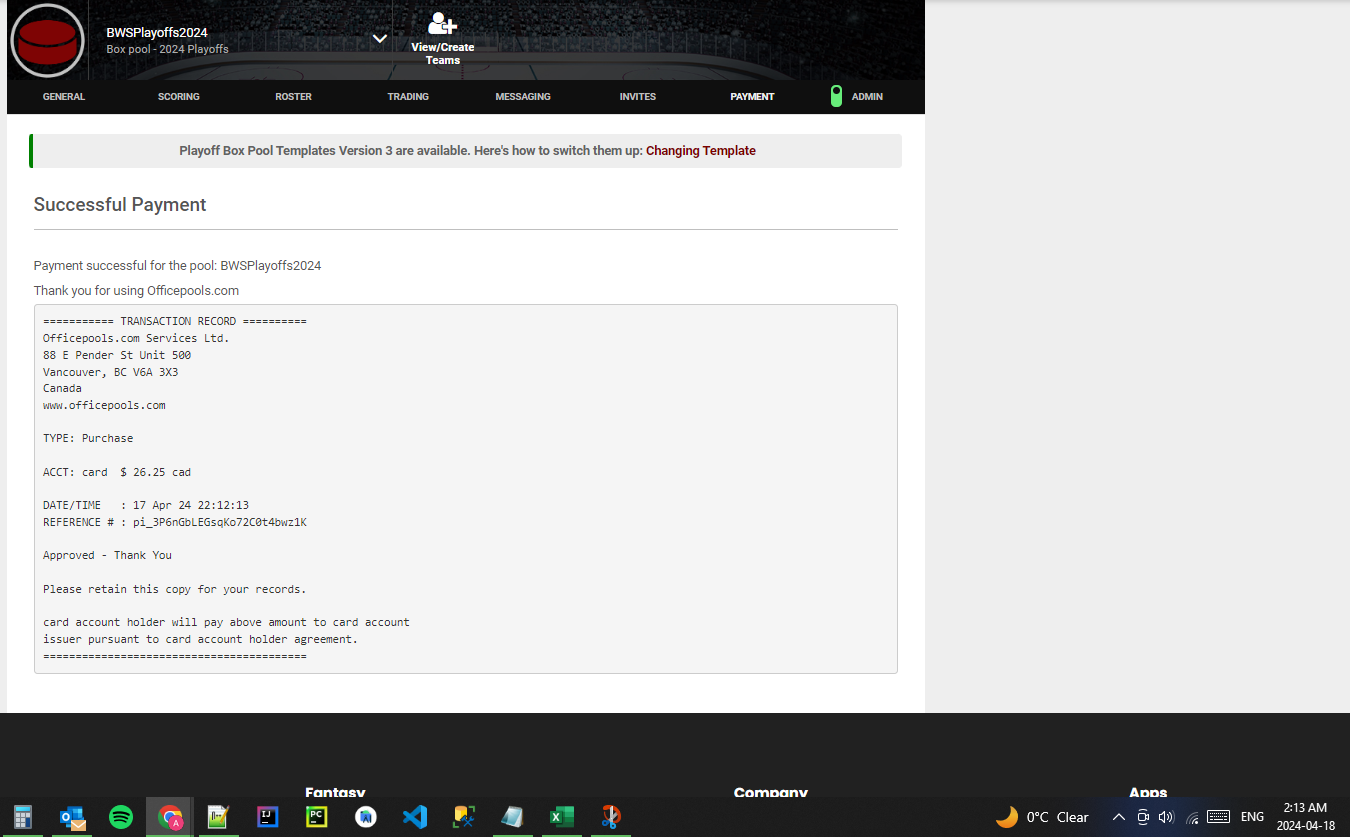 BWSPlayoffs2024
Box pool - 2024 Playoffs
View/Create
Teams
GENERAL SCORING ROSTER TRADING MESSAGING INVITES PAYMENT ADMIN
Playoff Box Pool Templates Version 3 are available. Here's how to switch them up: Changing Template
Successful Payment
Payment successful for the pool: BWSPlayoffs2024
Thank you for using Officepools.com
=========== TRANSACTION RECORD ==========
Officepools.com Services Ltd.
88 E Pender St Unit 500
Vancouver, BC V6A 3X3
Canada
www.officepools.com
TYPE: Purchase
ACCT: card  $ 26.25 cad
DATE/TIME   : 17 Apr 24 22:12:13
REFERENCE # : pi_3P6nGbLEGsqKo72C0t4bwz1K
Approved - Thank You
Please retain this copy for your records.
card account holder will pay above amount to card account
issuer pursuant to card account holder agreement.
=========================================
Fantasy Company Apps
0°C Clear ENG 2:13 AM
2024-04-18